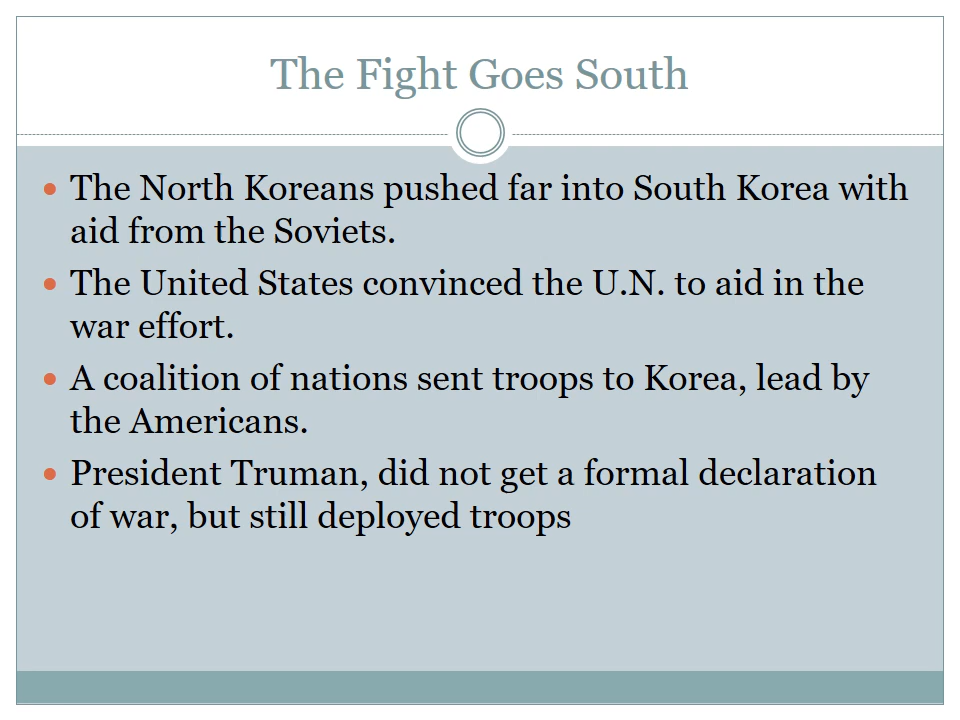 The Fight Goes South
• The North Koreans pushed far into South Korea with
aid from the Soviets.
• The United States convinced the U.N. to aid in the
war effort.
• A coalition of nations sent troops to Korea, lead by
the Americans.
• President Truman, did not get a formal declaration
of war, but still deployed troops